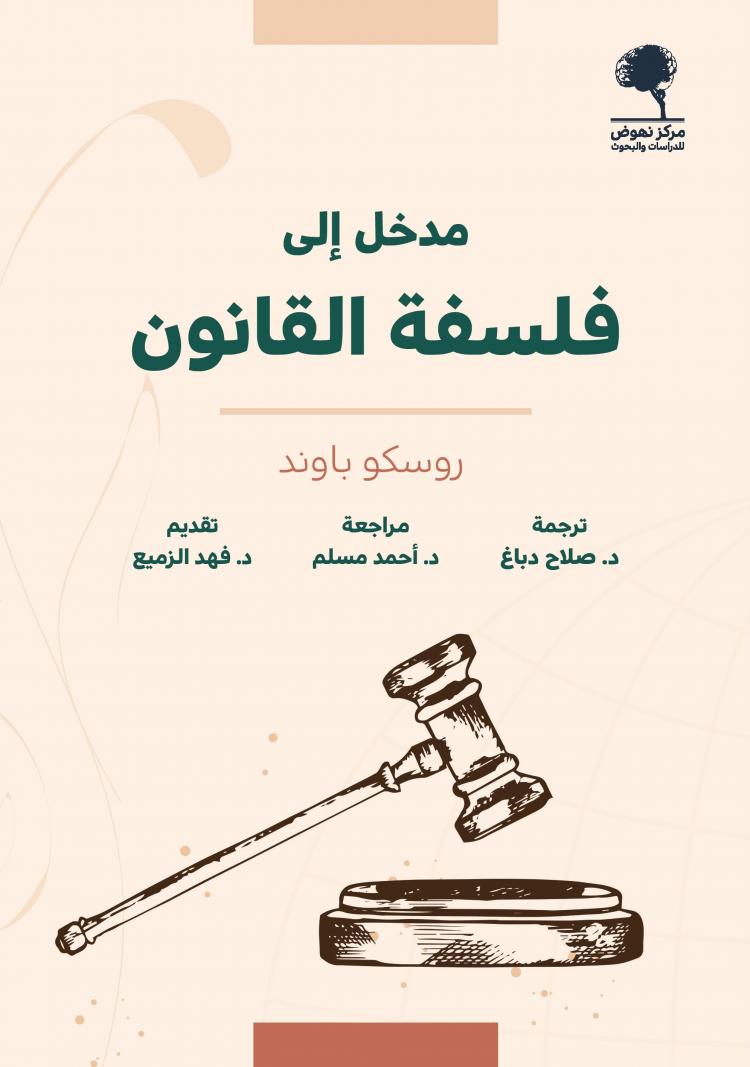 مركز نهوض
للدراسات والبحوث
مدخل إلى
فلسفة القانون
روسكو باوند
ترجمة
د. صلاح دباغ
مراجعة
د. أحمد مسلم
تقديم
د. فهد الزميع